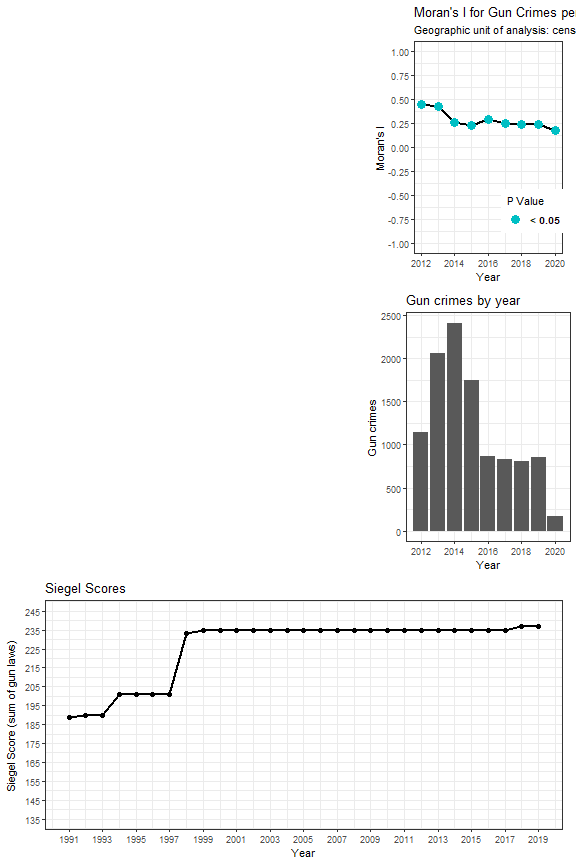 Moran's I for Gun Crimes pe
Geographic unit of analysis: cens
1.00
0.75
0.50
0.25
0.00
-0.25
-0.50
-0.75
-1.00
Moran's I
P Value
< 0.05
2012 2014 2016 2018 2020
Year
Gun crimes by year
2500
2000
1500
1000
500
0
Gun crimes
2012 2014 2016 2018 2020
Year
Siegel Scores
245
235
225
215
205
195
185
175
165
155
145
135
Siegel Score (sum of gun laws)
1991 1993 1995 1997 1999 2001 2003 2005 2007 2009 2011 2013 2015 2017 2019
Year